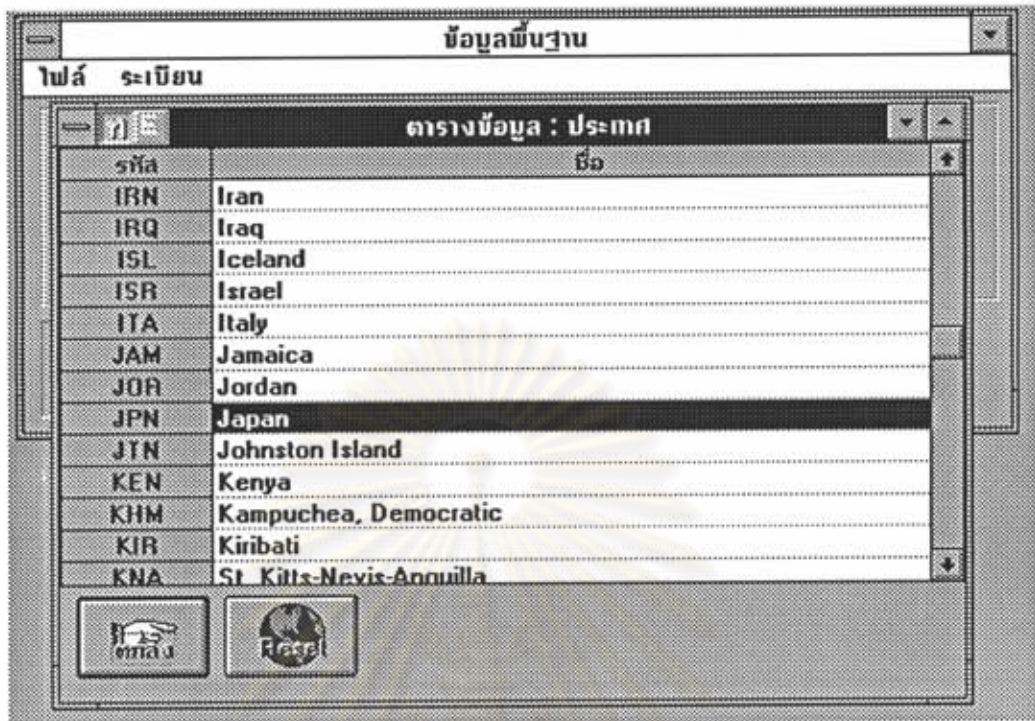 ข้อมูลพื้นฐาน
ไฟล์ ระเบียน
ตารางข้อมูล : ประเทศ
รหัส ชื่อ
IRN Iran
IRQ Iraq
ISL Iceland
ISR Israel
ITA Italy
JAM Jamaica
JOR Jordan
JPN Japan
JTN Johnston Island
KEN Kenya
KHM Kampuchea, Democratic
KIR Kiribati
KNA St. Kitts-Nevis-Anguilla
ตกลง Reset